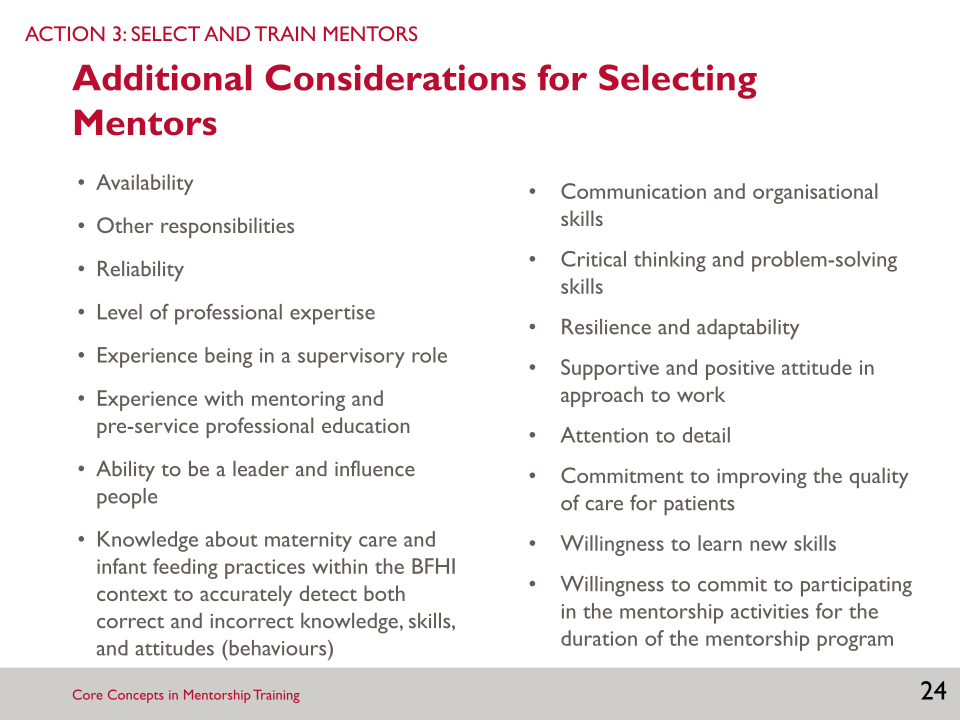 ACTION 3: SELECT AND TRAIN MENTORS
Additional Considerations for Selecting
Mentors
• Availability
• Other responsibilities
• Reliability
• Level of professional expertise
• Experience being in a supervisory role
• Experience with mentoring and
pre-service professional education
• Ability to be a leader and influence
people
• Knowledge about maternity care and
infant feeding practices within the BFHI
context to accurately detect both
correct and incorrect knowledge, skills,
and attitudes (behaviours)
• Communication and organisational
skills
• Critical thinking and problem-solving
skills
• Resilience and adaptability
• Supportive and positive attitude in
approach to work
• Attention to detail
• Commitment to improving the quality
of care for patients
• Willingness to learn new skills
• Willingness to commit to participating
in the mentorship activities for the
duration of the mentorship program
Core Concepts in Mentorship Training
24